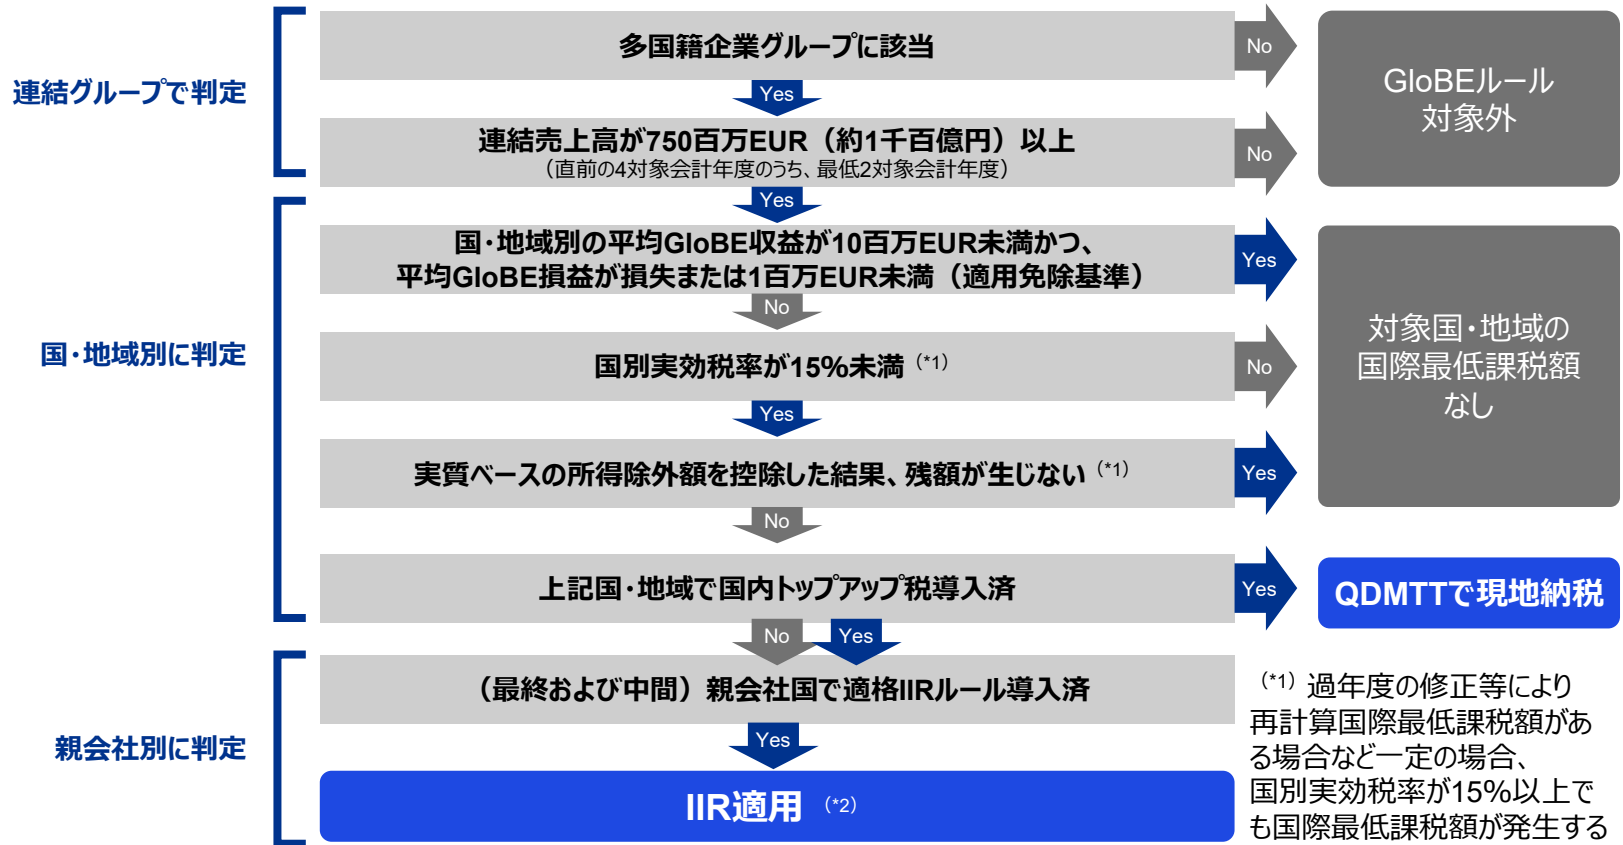 連結グループで判定
多国籍企業グループに該当
No
Yes
連結売上高が750百万EUR（約1千百億円）以上
（直前の4対象会計年度のうち、最低2対象会計年度）
No
GloBEルール
対象外
Yes
国・地域別に判定
国・地域別の平均GloBE収益が10百万EUR未満かつ、
平均GloBE損益が損失または1百万EUR未満（適用免除基準）
Yes
No
国別実効税率が15%未満（*1）
No
対象国・地域の
国際最低課税額
なし
Yes
実質ベースの所得除外額を控除した結果、残額が生じない（*1）
Yes
No
上記国・地域で国内トップアップ税導入済
Yes
QDMTTで現地納税
No
Yes
親会社別に判定
（最終および中間）親会社国で適格IIRルール導入済
Yes
IIR適用（*2）
（*1）過年度の修正等により
再計算国際最低課税額があ
る場合など一定の場合、
国別実効税率が15%以上で
も国際最低課税額が発生する